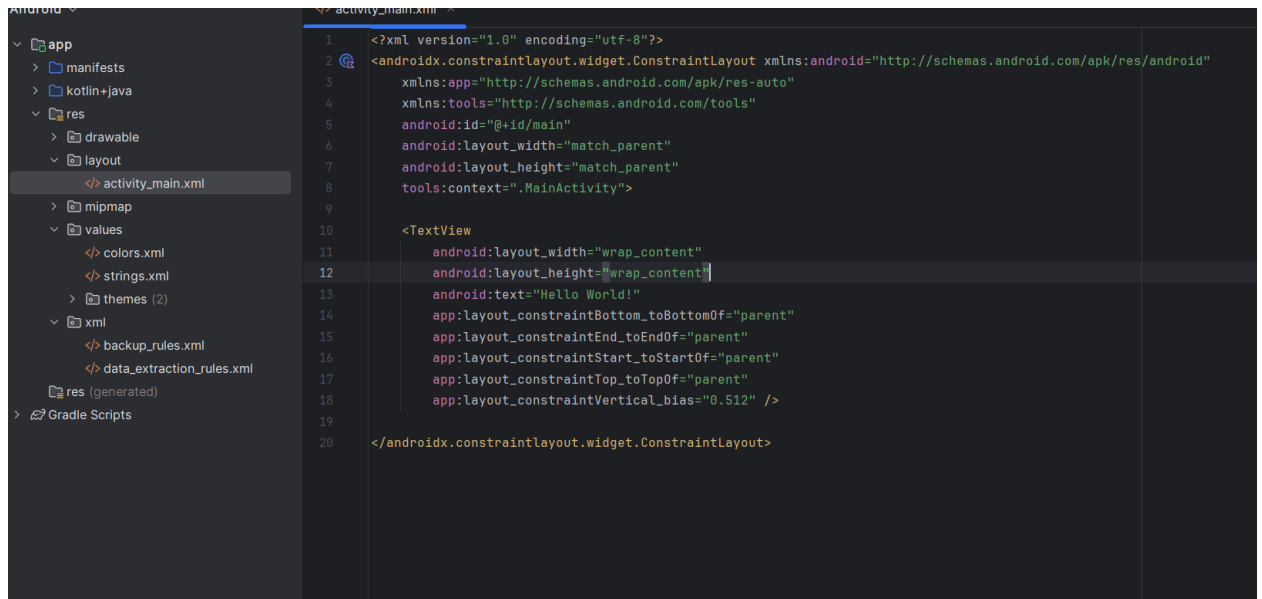 Android
app
manifests
kotlin+java
res
drawable
layout
activity_main.xml
mipmap
values
colors.xml
strings.xml
themes (2)
xml
backup_rules.xml
data_extraction_rules.xml
res (generated)
Gradle Scripts
</> activity_main.xml ×
1 <?xml version="1.0" encoding="utf-8"?>
2 <androidx.constraintlayout.widget.ConstraintLayout xmlns:android="http://schemas.android.com/apk/res/android"
3     xmlns:app="http://schemas.android.com/apk/res-auto"
4     xmlns:tools="http://schemas.android.com/tools"
5     android:id="@+id/main"
6     android:layout_width="match_parent"
7     android:layout_height="match_parent"
8     tools:context=".MainActivity">
9
10     <TextView
11         android:layout_width="wrap_content"
12         android:layout_height="wrap_content"
13         android:text="Hello World!"
14         app:layout_constraintBottom_toBottomOf="parent"
15         app:layout_constraintEnd_toEndOf="parent"
16         app:layout_constraintStart_toStartOf="parent"
17         app:layout_constraintTop_toTopOf="parent"
18         app:layout_constraintVertical_bias="0.512" />
19
20 </androidx.constraintlayout.widget.ConstraintLayout>